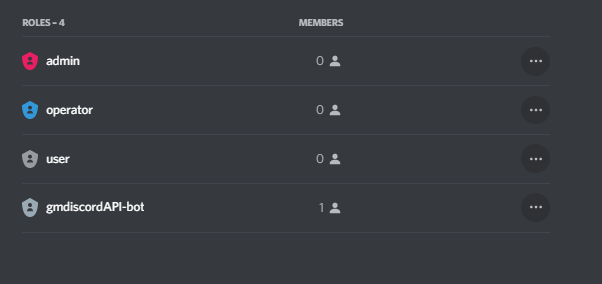 ROLES – 4 MEMBERS
admin 0
operator 0
user 0
gmdiscordAPI-bot 1